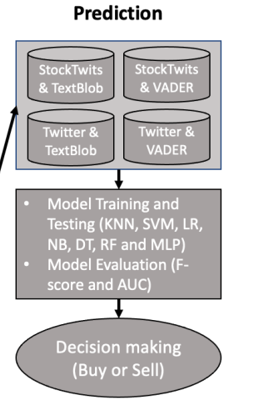 Prediction
StockTwits
& TextBlob
StockTwits
& VADER
Twitter &
TextBlob
Twitter &
VADER
• Model Training and
Testing (KNN, SVM, LR,
NB, DT, RF and MLP)
• Model Evaluation (F-
score and AUC)
Decision making
(Buy or Sell)